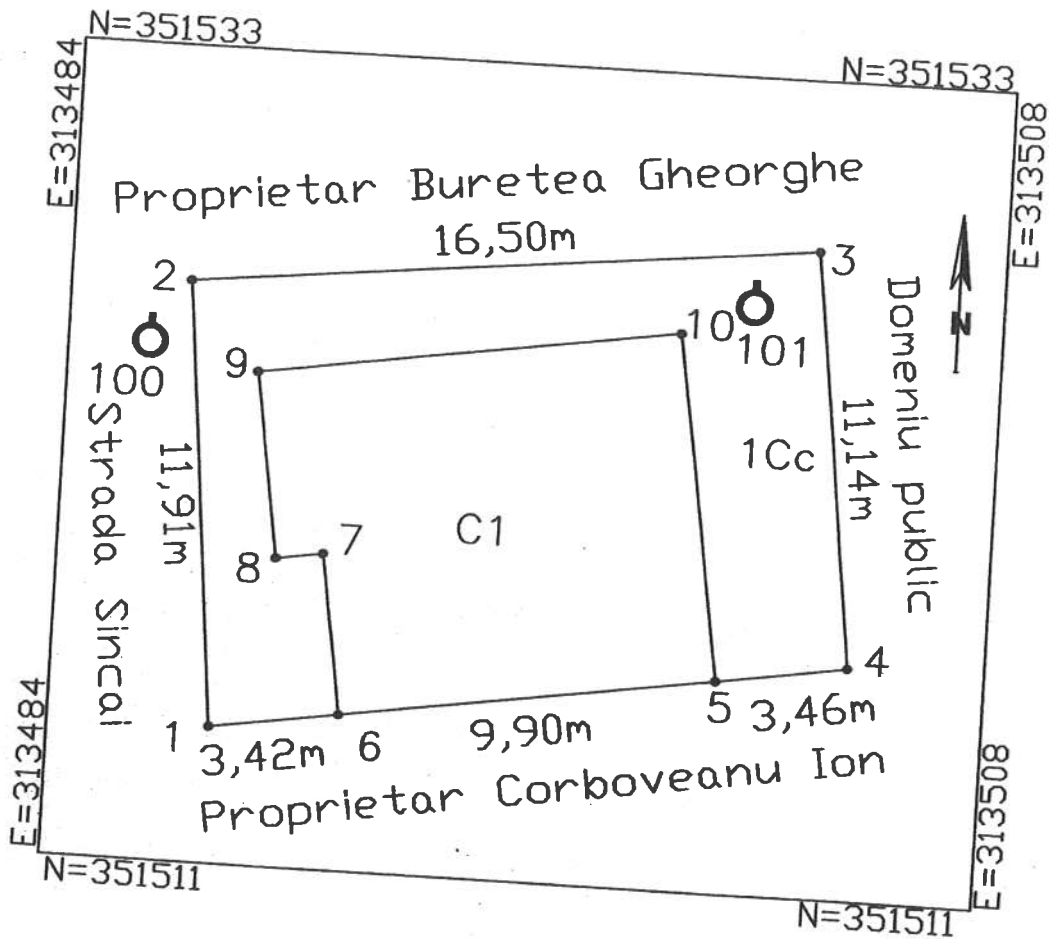 N=351533
N=351533
E=313484
E=313508
Proprietar Buretea Gheorghe
16,50m
2
3
N
100
9
10
101
Strada Sincai
11,91m
1Cc
11,14m
Domeniu public
C1
7
8
1
3,42m
6
9,90m
5
3,46m
4
Proprietar Corboveanu Ion
E=313484
E=313508
N=351511
N=351511